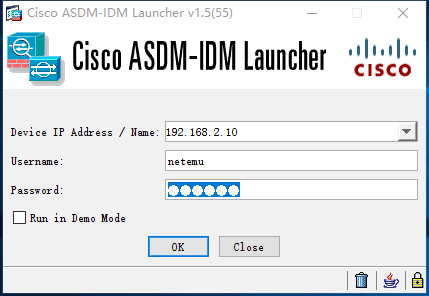 Cisco ASDM-IDM Launcher v1.5(55)
Cisco ASDM-IDM Launcher
CISCO
Device IP Address / Name: 192.168.2.10
Username: netemu
Password: ●●●●●●
Run in Demo Mode
OK Close